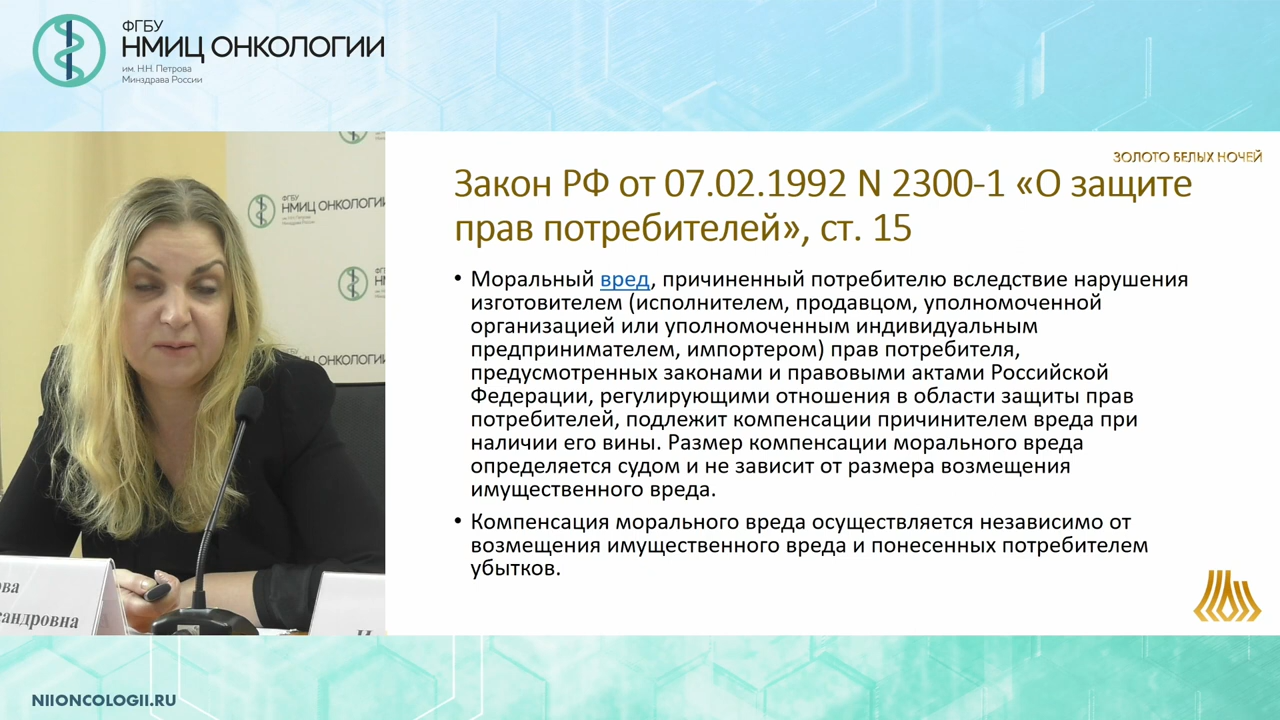 ФГБУ
НМИЦ ОНКОЛОГИИ
им. Н.Н. Петрова
Минздрава России
ФГБУ
НМИЦ ОНКОЛОГИИ
НМИЦ ОНКОЛОГИИ
ЗОЛОТО БЕЛЫХ НОЧЕЙ
Закон РФ от 07.02.1992 N 2300-1 «О защите
прав потребителей», ст. 15
• Моральный вред, причиненный потребителю вследствие нарушения
изготовителем (исполнителем, продавцом, уполномоченной
организацией или уполномоченным индивидуальным
предпринимателем, импортером) прав потребителя,
предусмотренных законами и правовыми актами Российской
Федерации, регулирующими отношения в области защиты прав
потребителей, подлежит компенсации причинителем вреда при
наличии его вины. Размер компенсации морального вреда
определяется судом и не зависит от размера возмещения
имущественного вреда.
• Компенсация морального вреда осуществляется независимо от
возмещения имущественного вреда и понесенных потребителем
убытков.
NIIONCOLOGII.RU